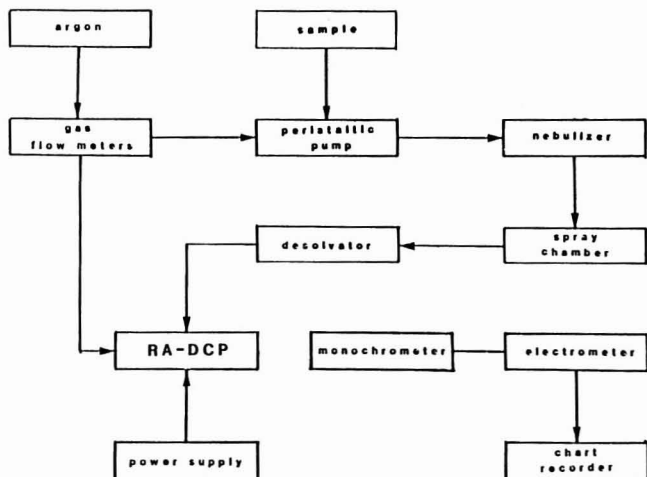 argon
sample
gas
flow meters
peristaltic
pump
nebulizer
desolvator
spray
chamber
RA-DCP
monochrometer
electrometer
power supply
chart
recorder